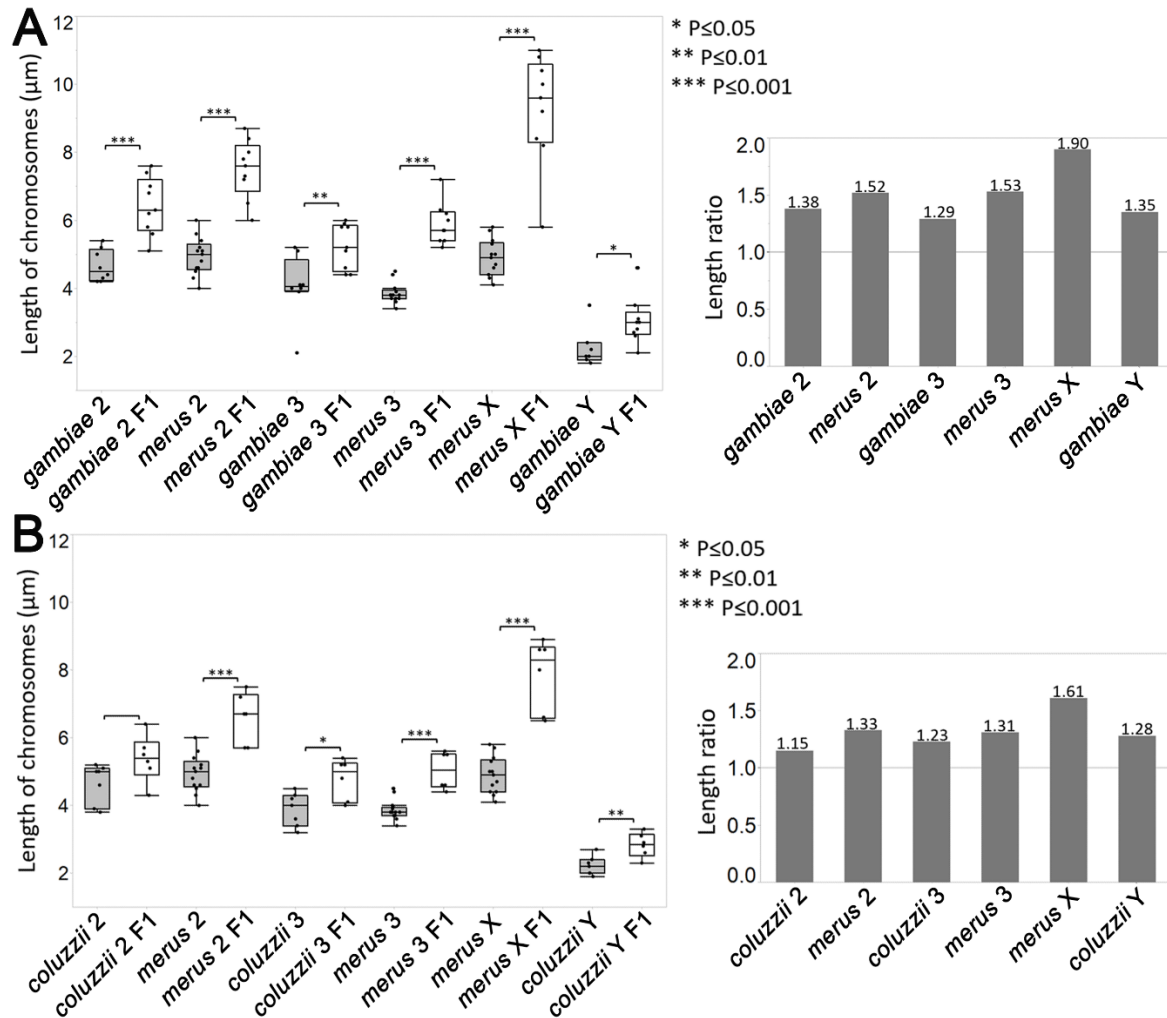 A
Length of chromosomes (μm)
12
10
8
6
4
2
***
***
**
***
***
*
gambiae 2
gambiae 2 F1
merus 2
merus 2 F1
gambiae 3
gambiae 3 F1
merus 3
merus 3 F1
merus X
merus X F1
gambiae Y
gambiae Y F1
* P≤0.05
** P≤0.01
*** P≤0.001
Length ratio
2.0
1.5
1.0
0.5
0.0
1.38
1.52
1.29
1.53
1.90
1.35
gambiae 2
merus 2
gambiae 3
merus 3
merus X
gambiae Y
B
Length of chromosomes (μm)
12
10
8
6
4
2
***
*
***
***
**
coluzzii 2
coluzzii 2 F1
merus 2
merus 2 F1
coluzzii 3
coluzzii 3 F1
merus 3
merus 3 F1
merus X
merus X F1
coluzzii Y
coluzzii Y F1
* P≤0.05
** P≤0.01
*** P≤0.001
Length ratio
2.0
1.5
1.0
0.5
0.0
1.15
1.33
1.23
1.31
1.61
1.28
coluzzii 2
merus 2
coluzzii 3
merus 3
merus X
coluzzii Y